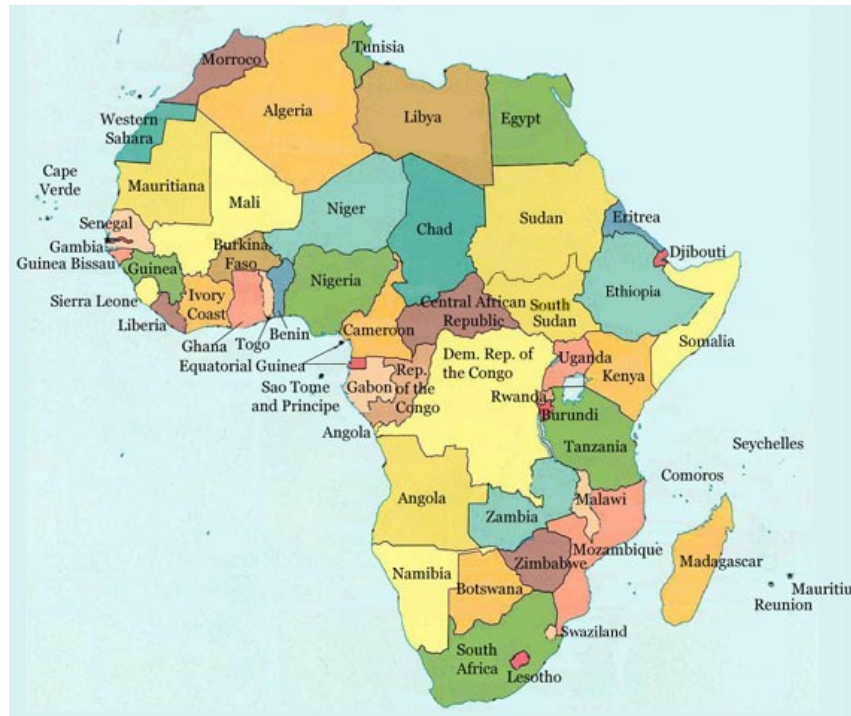 Tunisia
Morroco
Algeria
Libya
Egypt
Western
Sahara
Cape
Verde
Mauritiana
Mali
Niger
Chad
Sudan
Eritrea
Senegal
Gambia
Guinea Bissau
Guinea
Burkina
Faso
Nigeria
Djibouti
Ethiopia
Sierra Leone
Ivory
Coast
Liberia
Ghana
Togo
Benin
Cameroon
Central African
Republic
South
Sudan
Somalia
Equatorial Guinea
Sao Tome
and Principe
Gabon
Rep.
of the
Congo
Dem. Rep. of
the Congo
Uganda
Kenya
Rwanda
Burundi
Angola
Tanzania
Seychelles
Comoros
Angola
Zambia
Malawi
Mozambique
Madagascar
Zimbabwe
Namibia
Botswana
Mauritiu
Reunion
Swaziland
South
Africa
Lesotho